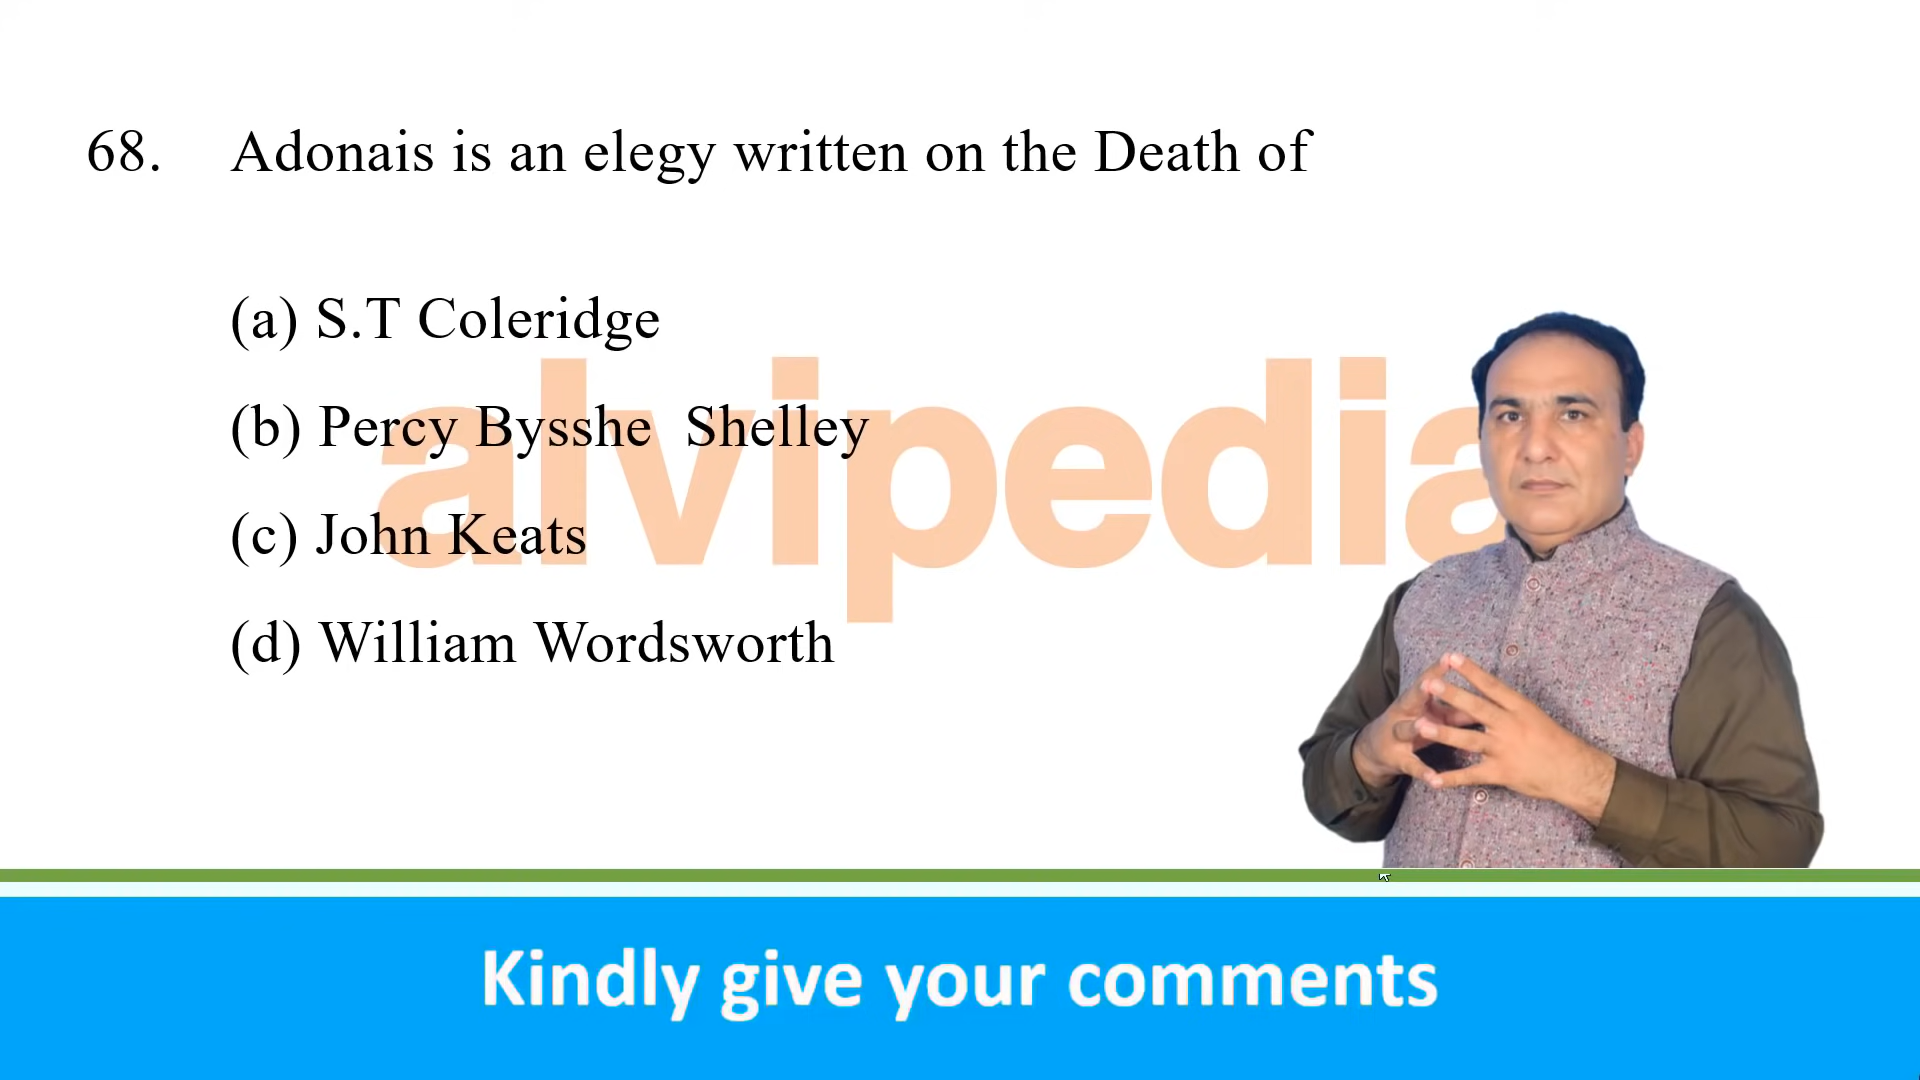 68. Adonais is an elegy written on the Death of
(a) S.T Coleridge
(b) Percy Bysshe Shelley
(c) John Keats
(d) William Wordsworth
alvipedia
Kindly give your comments